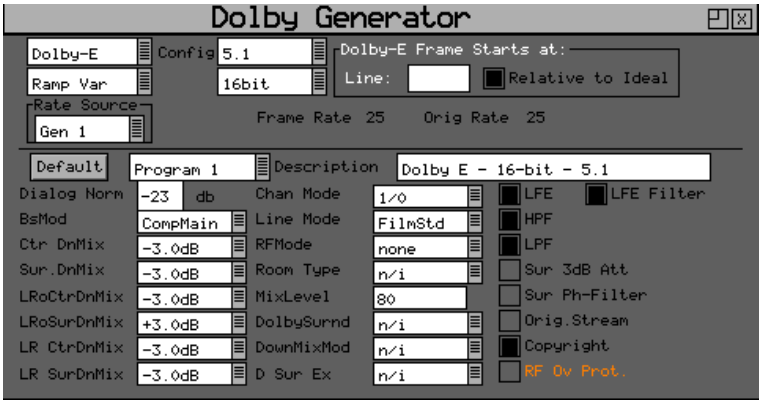 Dolby Generator
Dolby-E Config 5.1 Dolby-E Frame Starts at:
Ramp Var 16bit Line: Relative to Ideal
Rate Source
Gen 1 Frame Rate 25 Orig Rate 25
Default Program 1 Description Dolby E - 16-bit - 5.1
Dialog Norm -23 db Chan Mode 1/0 LFE LFE Filter
BsMod CompMain Line Mode FilmStd HPF
Ctr DnMix -3.0dB RFMode none LPF
Sur.DnMix -3.0dB Room Type n/i Sur 3dB Att
LRoCtrDnMix -3.0dB MixLevel 80 Sur Ph-Filter
LRoSurDnMix +3.0dB DolbySurnd n/i Orig.Stream
LR CtrDnMix -3.0dB DownMixMod n/i Copyright
LR SurDnMix -3.0dB D Sur Ex n/i RF Ov Prot.